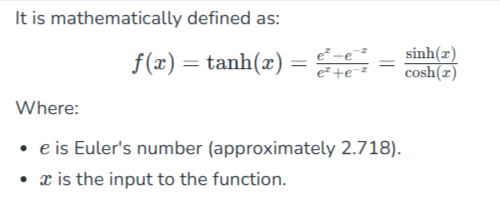 It is mathematically defined as:
f(x) = tanh(x) = \frac{e^x - e^{-x}}{e^x + e^{-x}} = \frac{sinh(x)}{cosh(x)}
Where:
• e is Euler's number (approximately 2.718).
• x is the input to the function.